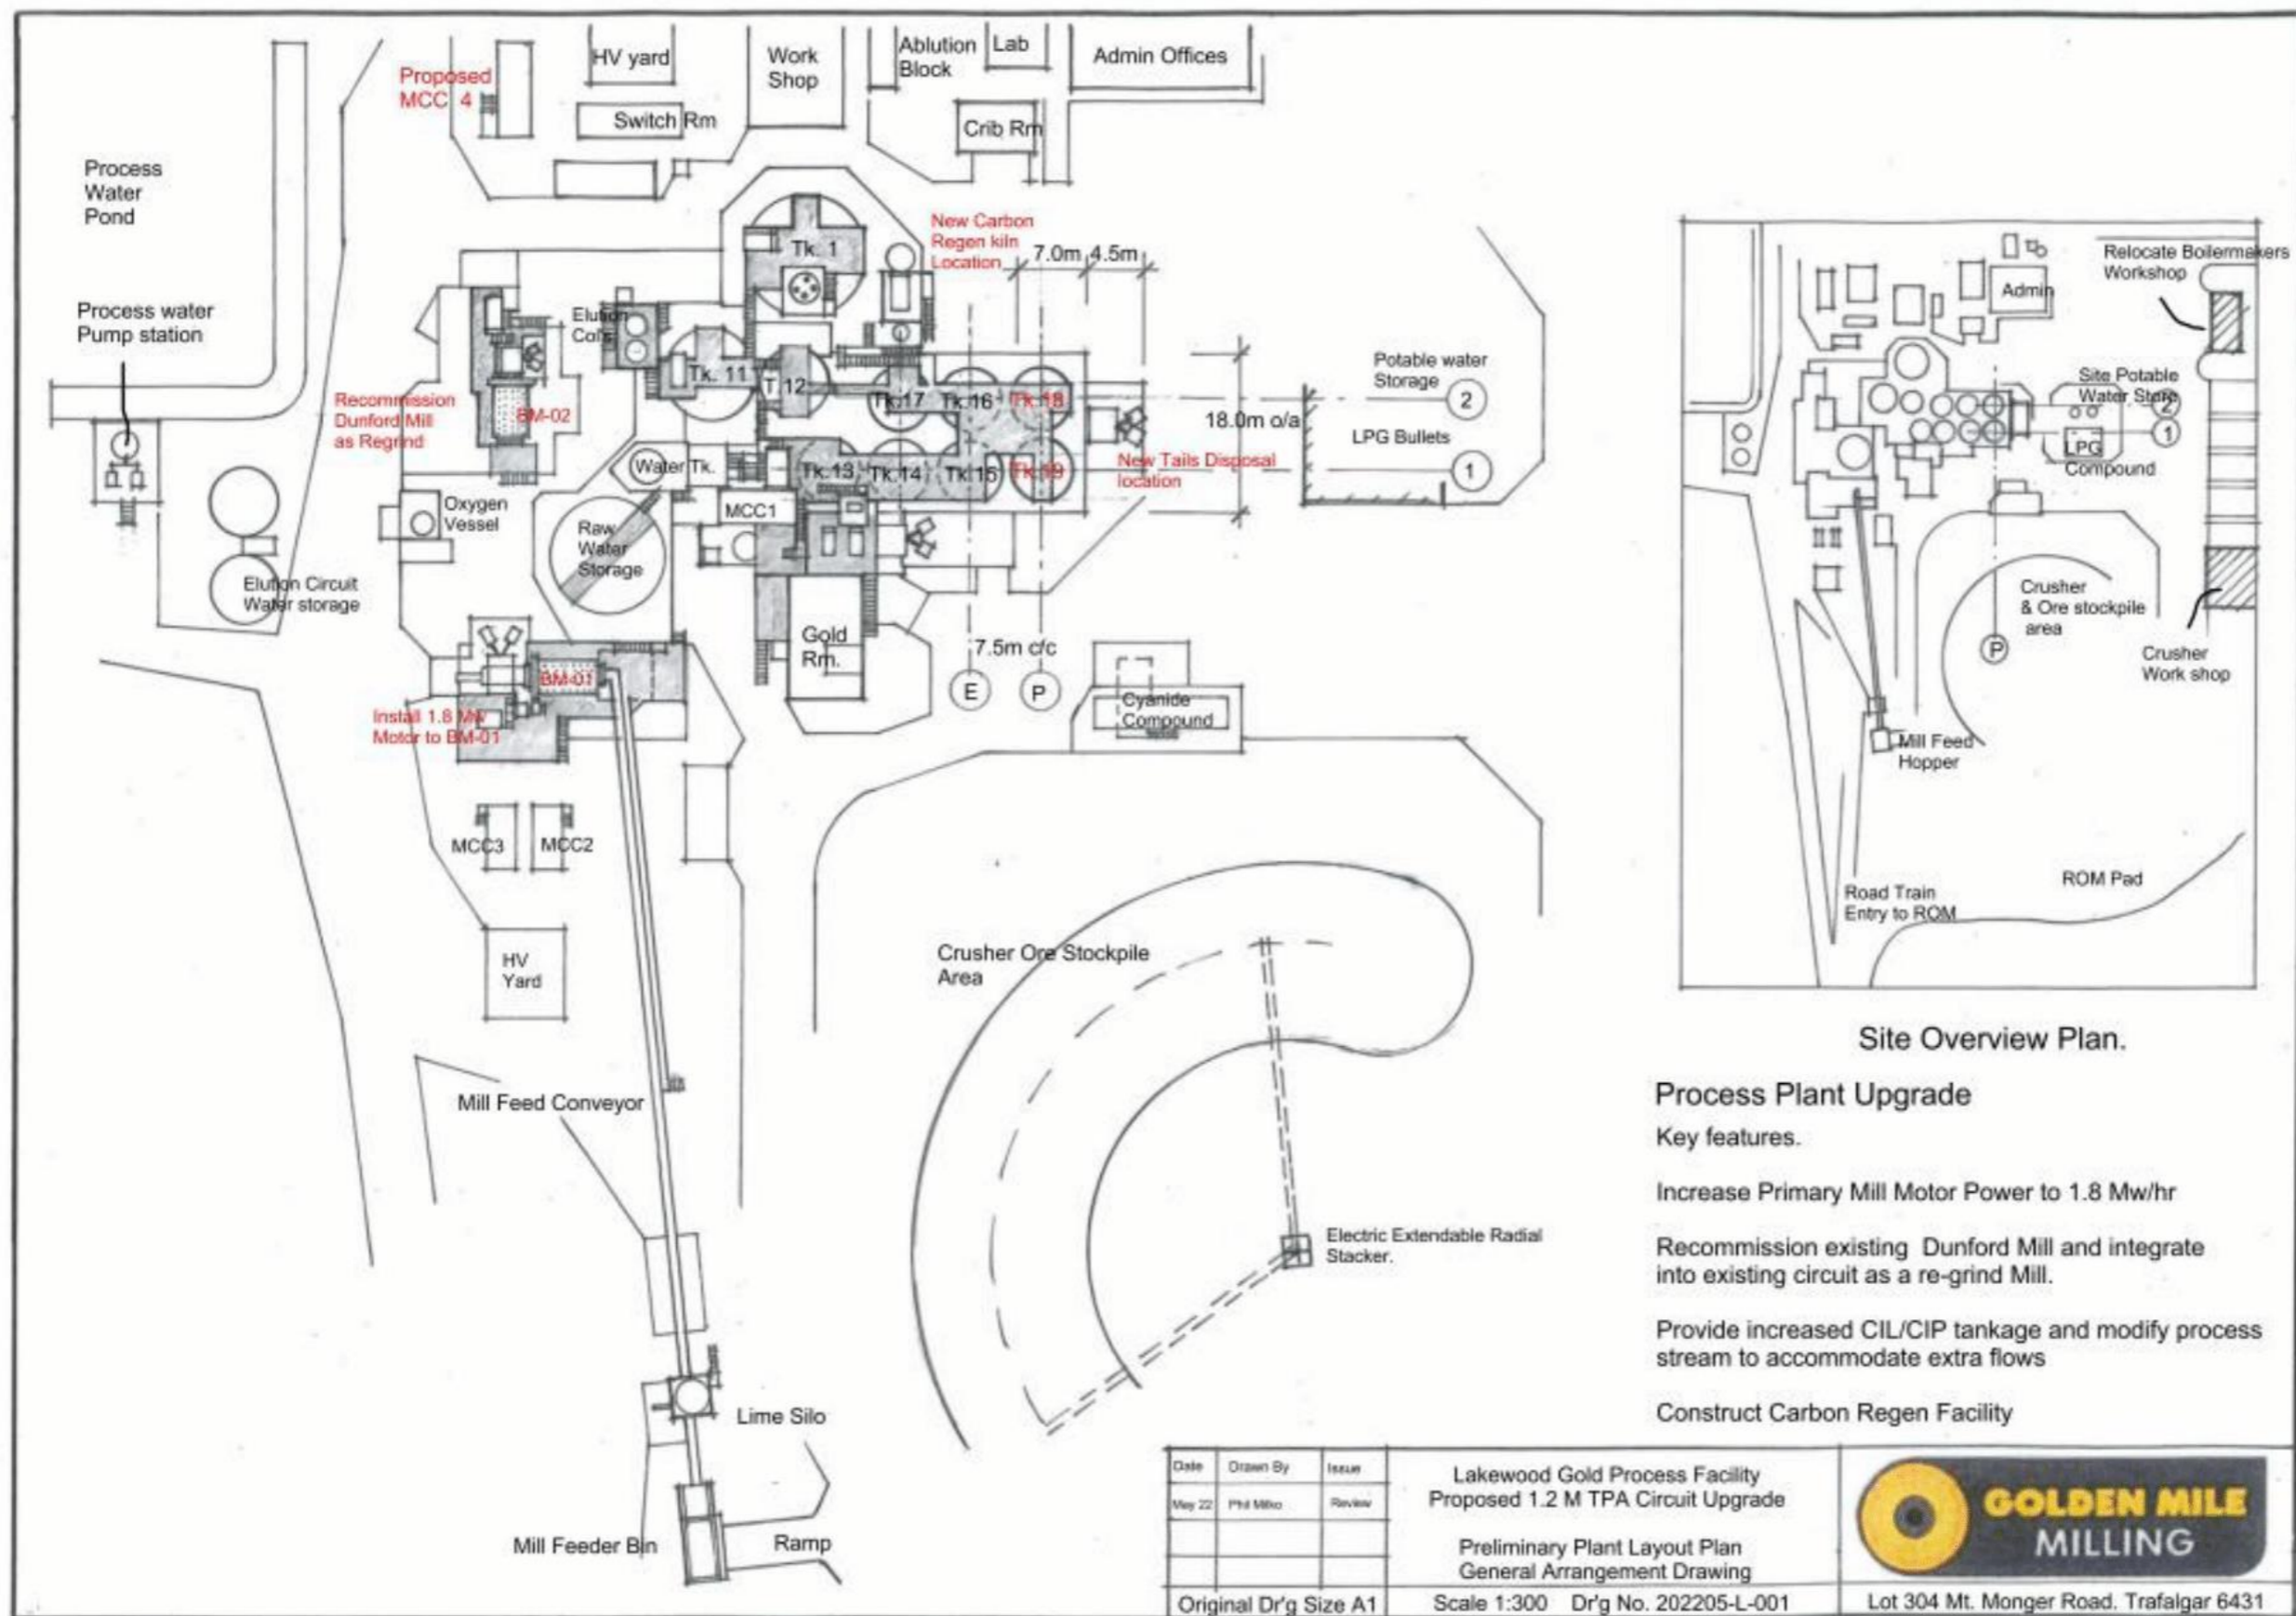 Proposed
MCC 4
HV yard
Switch Rm
Work
Shop
Ablution
Block
Lab
Admin Offices
Crib Rm
Process
Water
Pond
Process water
Pump station
New Carbon
Regen kiln
Location
7.0m
4.5m
Tk. 1
Elution
Tk. 11
T.12
Tk.17
Tk.16
Tk.18
Recommission
Dunford Mill
as Regrind
BM-02
18.0m o/a
Potable water
Storage
2
LPG Bullets
1
Water Tk.
Tk.13
Tk.14
Tk.15
Tk.19
New Tails Disposal
location
MCC1
Oxygen
Vessel
Raw
Water
Storage
Elution Circuit
Water storage
Gold
Rm.
7.5m c/c
E
P
BM-01
Install 1.8 Mw
Motor to BM-01
Cyanide
Compound
MCC3
MCC2
HV
Yard
Crusher Ore Stockpile
Area
Mill Feed Conveyor
Electric Extendable Radial
Stacker.
Lime Silo
Mill Feeder Bin
Ramp
Relocate Boilermakers
Workshop
Admin
Site Potable
Water Store
2
1
LPG
Compound
Crusher
& Ore stockpile
area
P
Crusher
Work shop
Mill Feed
Hopper
Road Train
Entry to ROM
ROM Pad
Site Overview Plan.
Process Plant Upgrade
Key features.
Increase Primary Mill Motor Power to 1.8 Mw/hr
Recommission existing Dunford Mill and integrate
into existing circuit as a re-grind Mill.
Provide increased CIL/CIP tankage and modify process
stream to accommodate extra flows
Construct Carbon Regen Facility
Date Drawn By Issue
May 22 Phil Review
Original Dr'g Size A1
Lakewood Gold Process Facility
Proposed 1.2 M TPA Circuit Upgrade
Preliminary Plant Layout Plan
General Arrangement Drawing
Scale 1:300 Dr'g No. 202205-L-001
GOLDEN MILE
MILLING
Lot 304 Mt. Monger Road. Trafalgar 6431